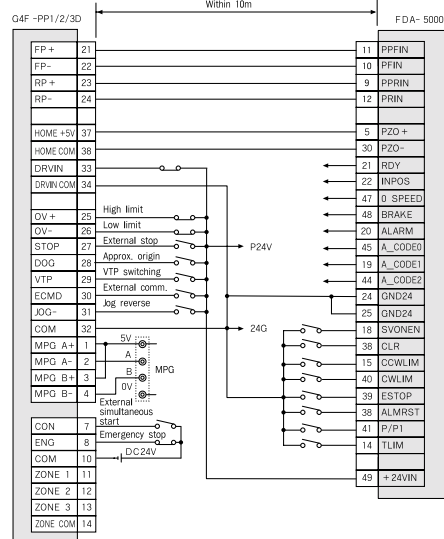 Within 10m
G4F -PP1/2/3D
FDA- 5000
FP + 21
FP- 22
RP + 23
RP- 24
HOME +5V 37
HOME COM 38
DRVIN 33
DRVIN COM 34
OV+ 25
OV- 26
STOP 27
DOG 28
VTP 29
ECMD 30
JOG- 31
COM 32
MPG A+ 1
MPG A- 2
MPG B+ 3
MPG B- 4
CON 7
ENG 8
COM 10
ZONE 1 11
ZONE 2 12
ZONE 3 13
ZONE COM 14
High limit
Low limit
External stop
Approx. origin
VTP switching
External comm.
Jog reverse
5V
A
B
0V
MPG
External
simultaneous
start
Emergency stop
DC24V
P24V
24G
11 PPFIN
10 PFIN
9 PPRIN
12 PRIN
5 PZO +
30 PZO-
21 RDY
22 INPOS
47 0 SPEED
48 BRAKE
20 ALARM
45 A_CODE0
19 A_CODE1
44 A_CODE2
24 GND24
25 GND24
18 SVONEN
38 CLR
15 CCWLIM
40 CWLIM
39 ESTOP
38 ALMRST
41 P/P1
14 TLIM
49 +24VIN